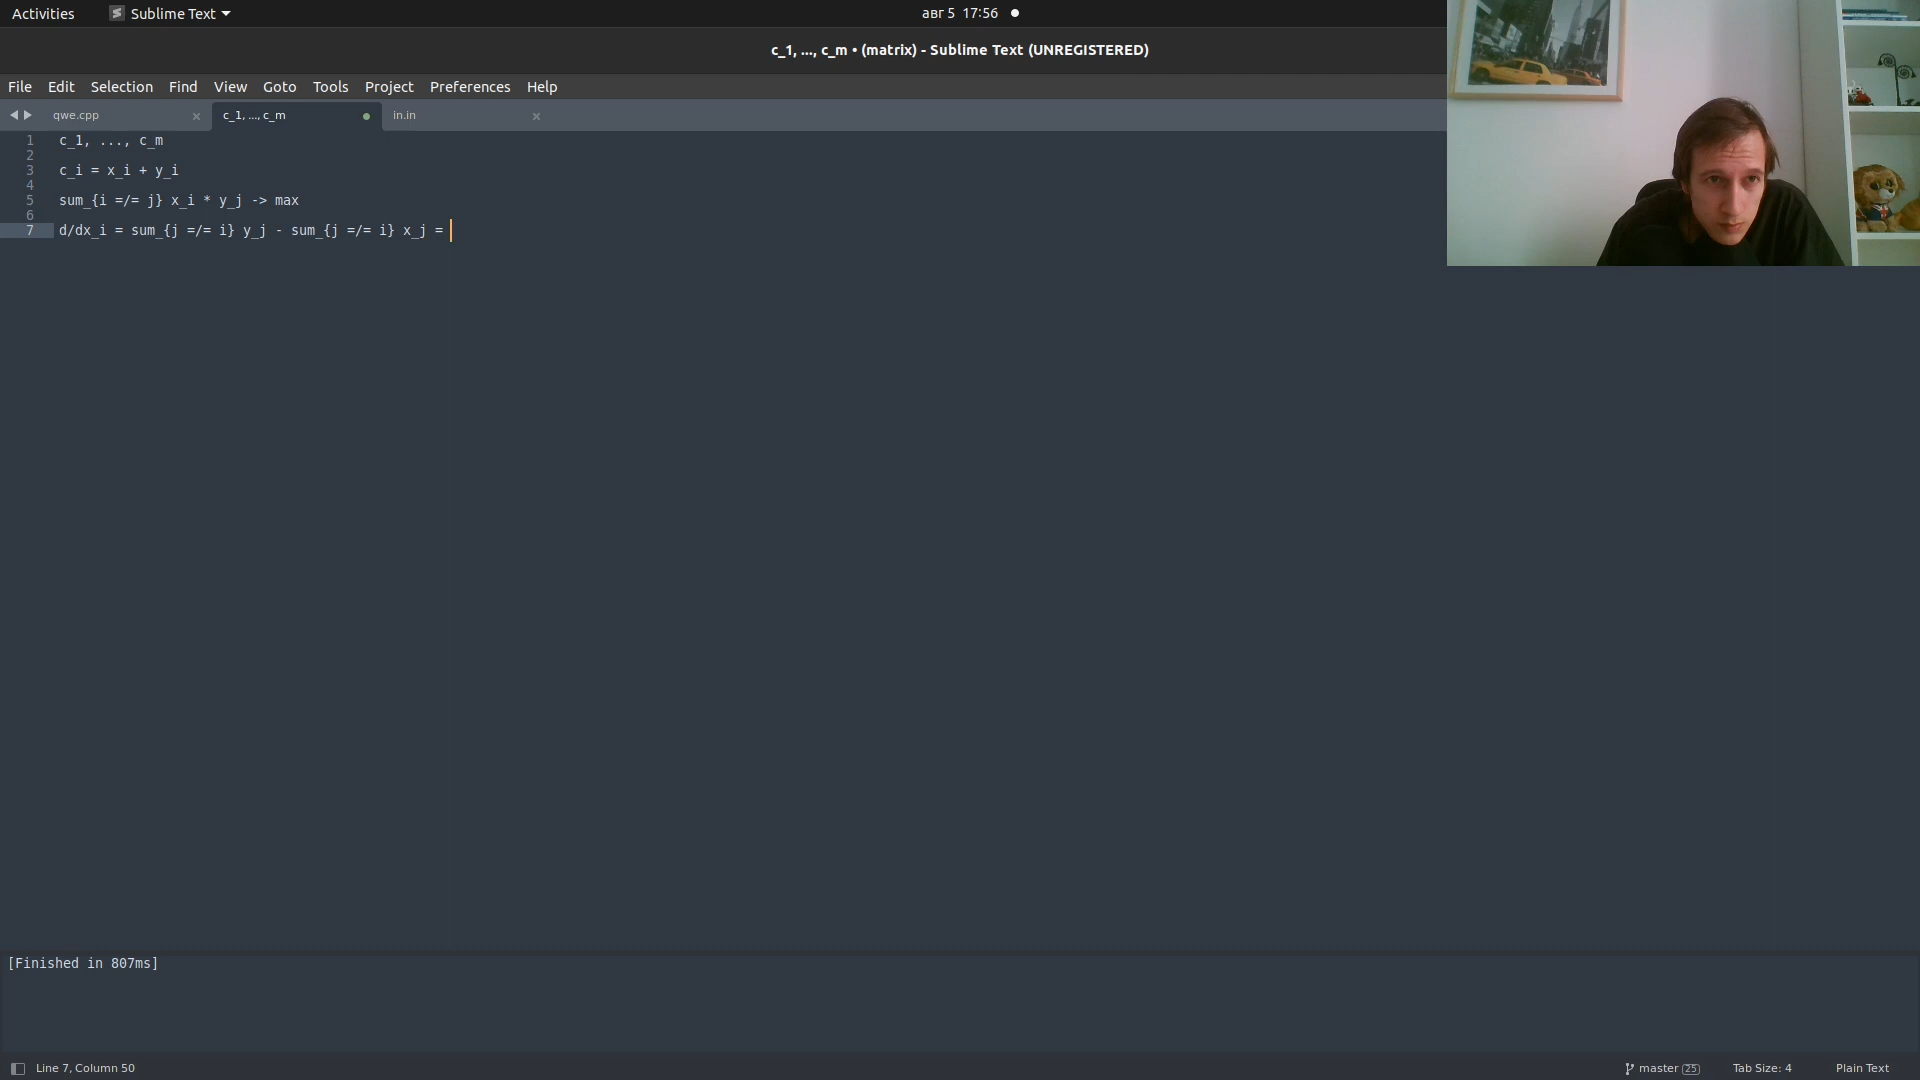 Activities
Sublime Text
авг 5 17:56
c_1, ..., c_m • (matrix) - Sublime Text (UNREGISTERED)
File Edit Selection Find View Goto Tools Project Preferences Help
qwe.cpp
c_1, ..., c_m
in.in
1 c_1, ..., c_m
2
3 c_i = x_i + y_i
4
5 sum_{i =/= j} x_i * y_j -> max
6
7 d/dx_i = sum_{j =/= i} y_j - sum_{j =/= i} x_j =
[Finished in 807ms]
Line 7, Column 50
master 25
Tab Size: 4
Plain Text